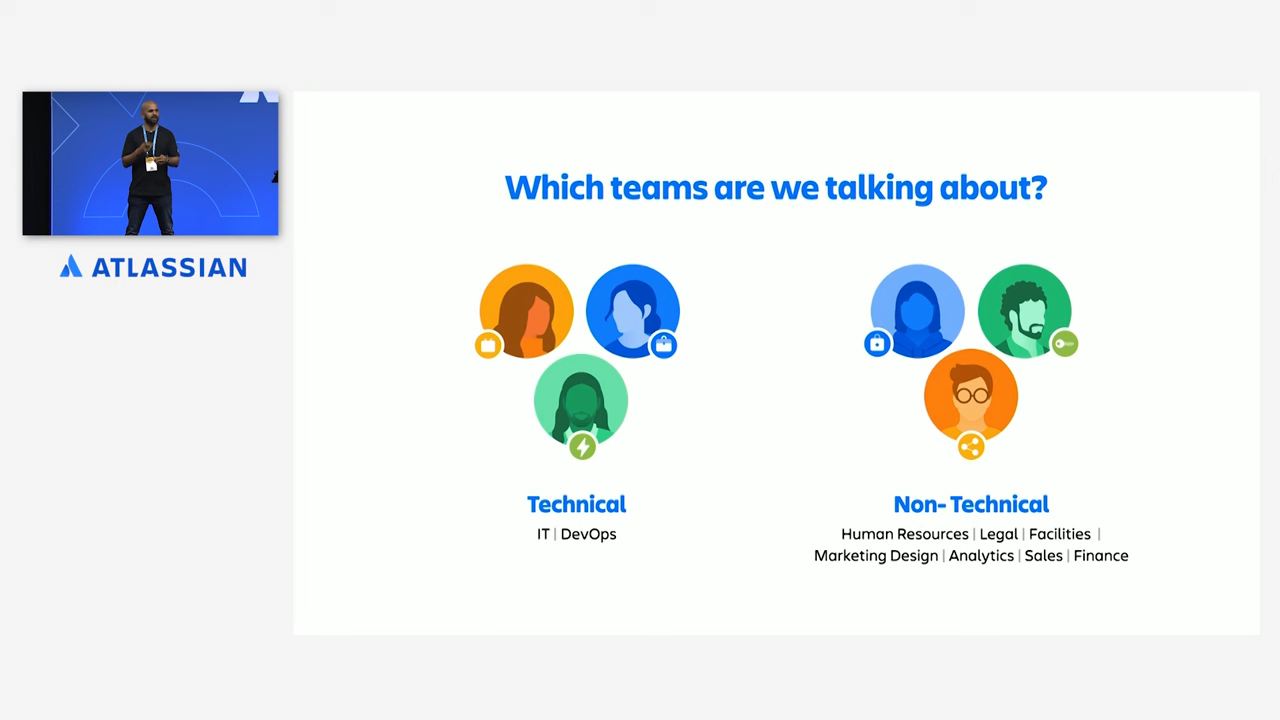 ATLASSIAN
Which teams are we talking about?
Technical
IT | DevOps
Non- Technical
Human Resources | Legal | Facilities |
Marketing Design | Analytics | Sales | Finance